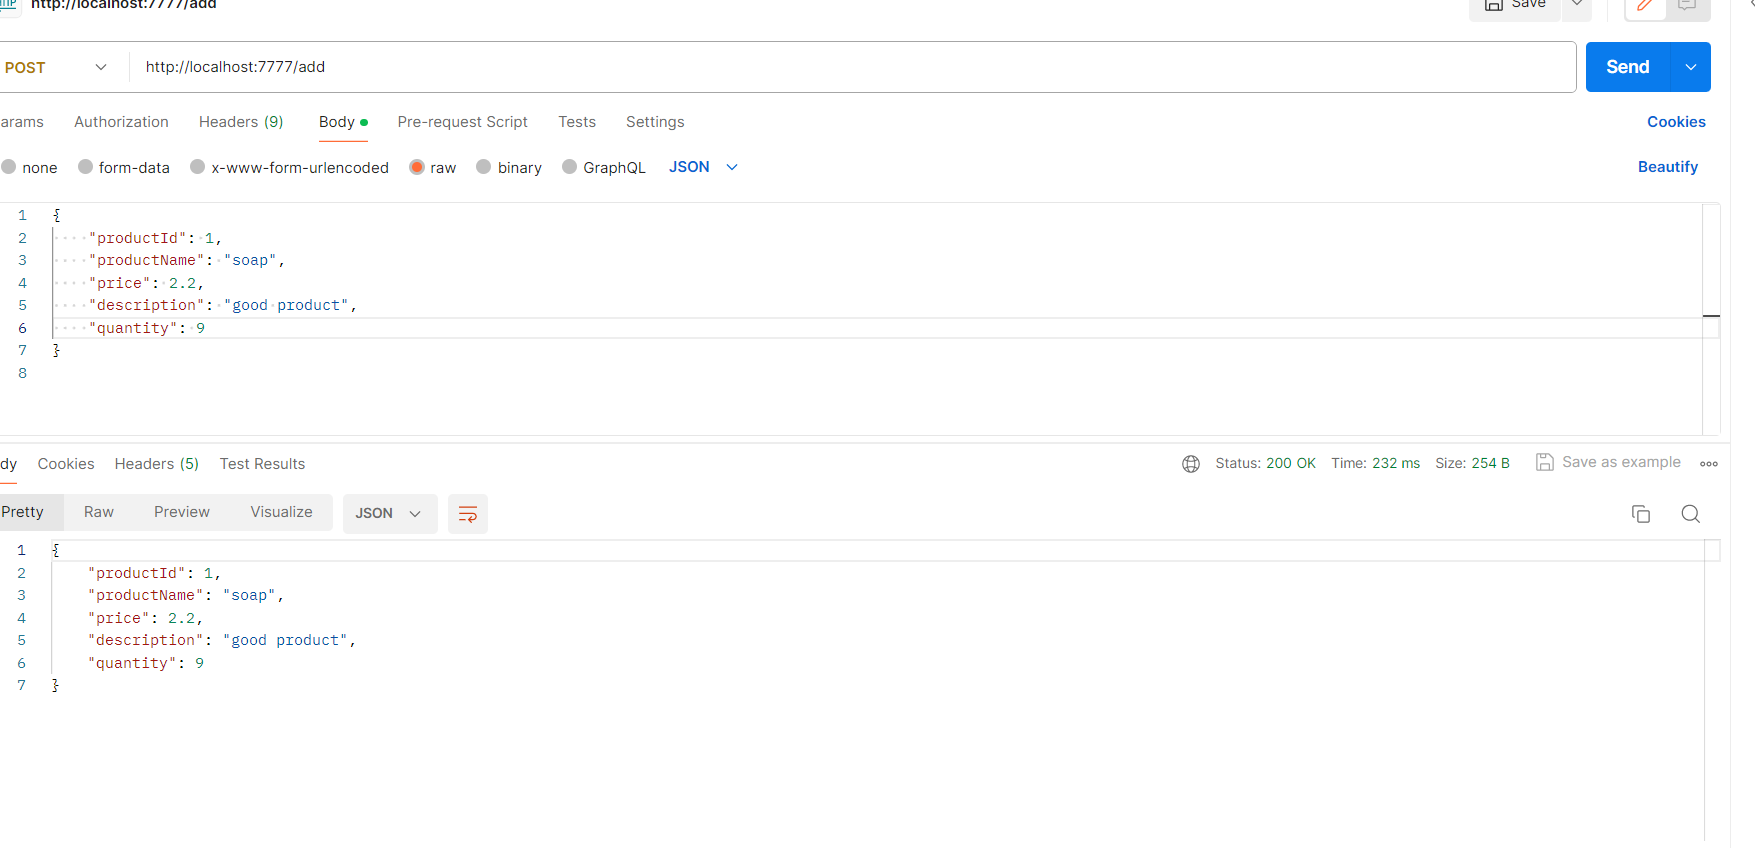 http://localhost:7777/add Save
POST http://localhost:7777/add Send
arams Authorization Headers (9) Body Pre-request Script Tests Settings Cookies
none form-data x-www-form-urlencoded raw binary GraphQL JSON Beautify
1 {
2 "productId": 1,
3 "productName": "soap",
4 "price": 2.2,
5 "description": "good product",
6 "quantity": 9
7 }
8
dy Cookies Headers (5) Test Results Status: 200 OK Time: 232 ms Size: 254 B Save as example
Pretty Raw Preview Visualize JSON
1 {
2 "productId": 1,
3 "productName": "soap",
4 "price": 2.2,
5 "description": "good product",
6 "quantity": 9
7 }